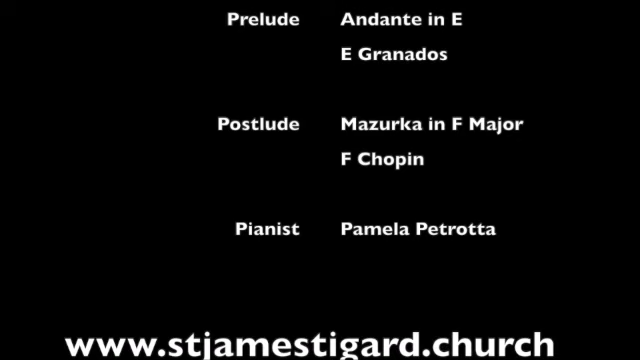 Prelude Andante in E
E Granados
Postlude Mazurka in F Major
F Chopin
Pianist Pamela Petrotta
www.stjamestigard.church